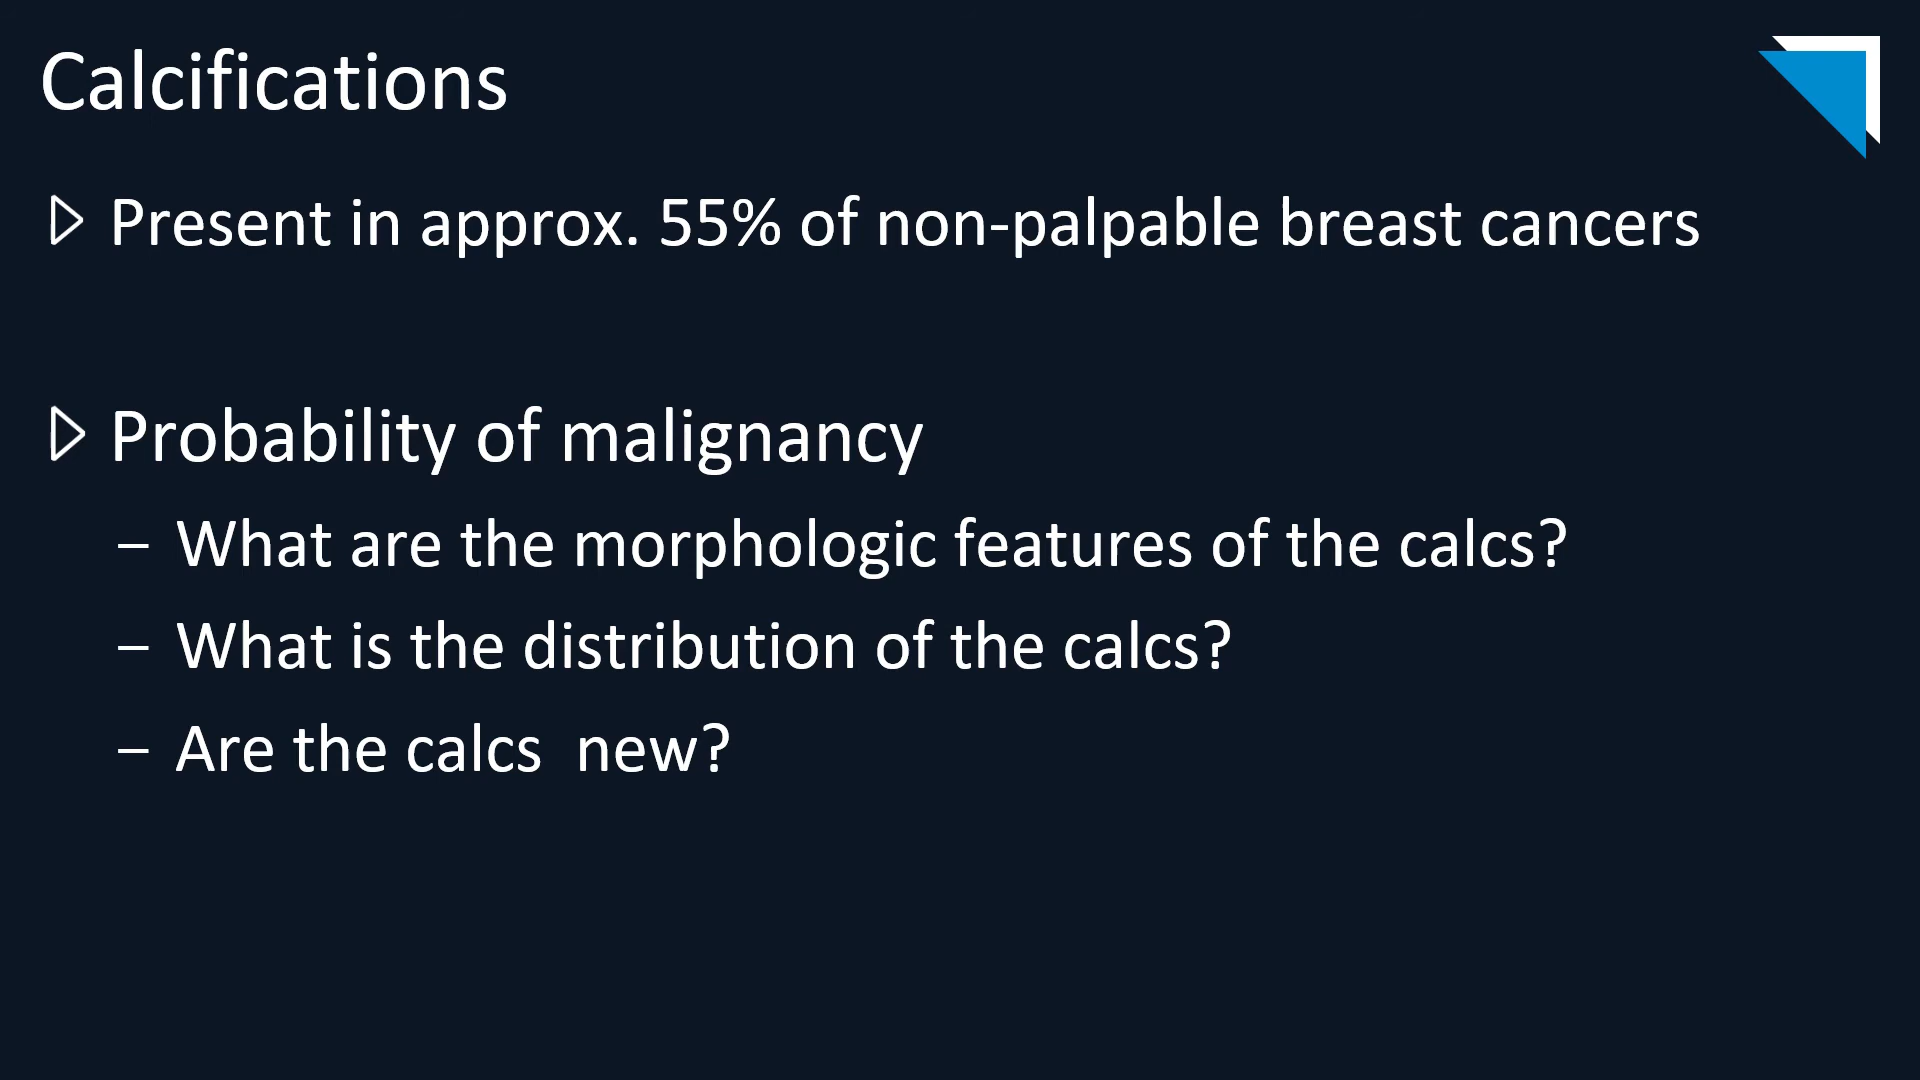 Calcifications
Present in approx. 55% of non-palpable breast cancers
Probability of malignancy
– What are the morphologic features of the calcs?
– What is the distribution of the calcs?
– Are the calcs  new?